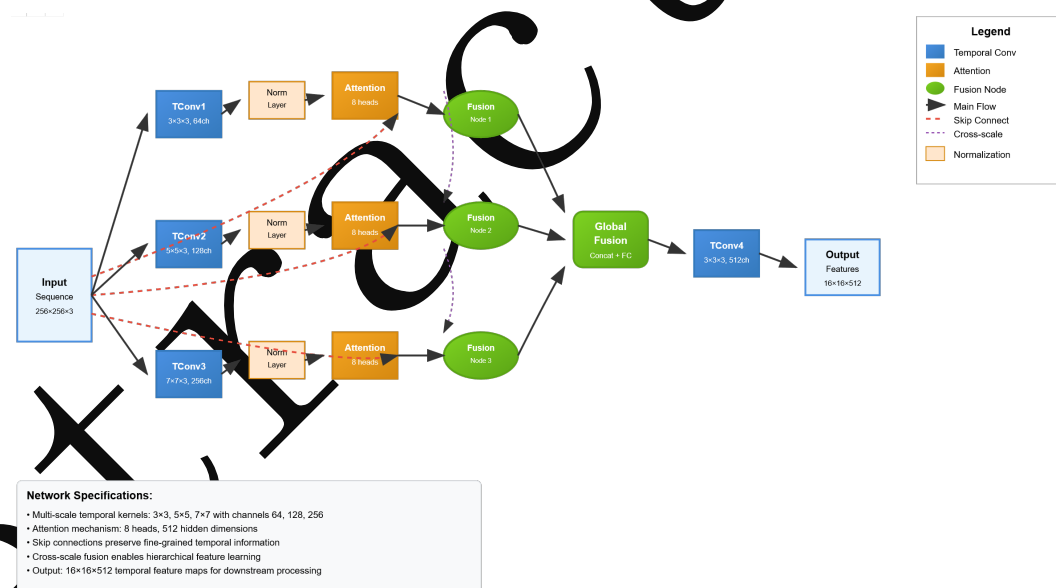 Legend
Temporal Conv
Attention
Fusion Node
Main Flow
Skip Connect
Cross-scale
Normalization
TConv1
3×3×3, 64ch
Norm
Layer
Attention
8 heads
Fusion
Node 1
TConv2
5×5×3, 128ch
Norm
Layer
Attention
8 heads
Fusion
Node 2
Input
Sequence
256×256×3
Global
Fusion
Concat + FC
TConv4
3×3×3, 512ch
Output
Features
16×16×512
TConv3
7×7×3, 256ch
Norm
Layer
Attention
8 heads
Fusion
Node 3
Network Specifications:
• Multi-scale temporal kernels: 3×3, 5×5, 7×7 with channels 64, 128, 256
• Attention mechanism: 8 heads, 512 hidden dimensions
• Skip connections preserve fine-grained temporal information
• Cross-scale fusion enables hierarchical feature learning
• Output: 16×16×512 temporal feature maps for downstream processing